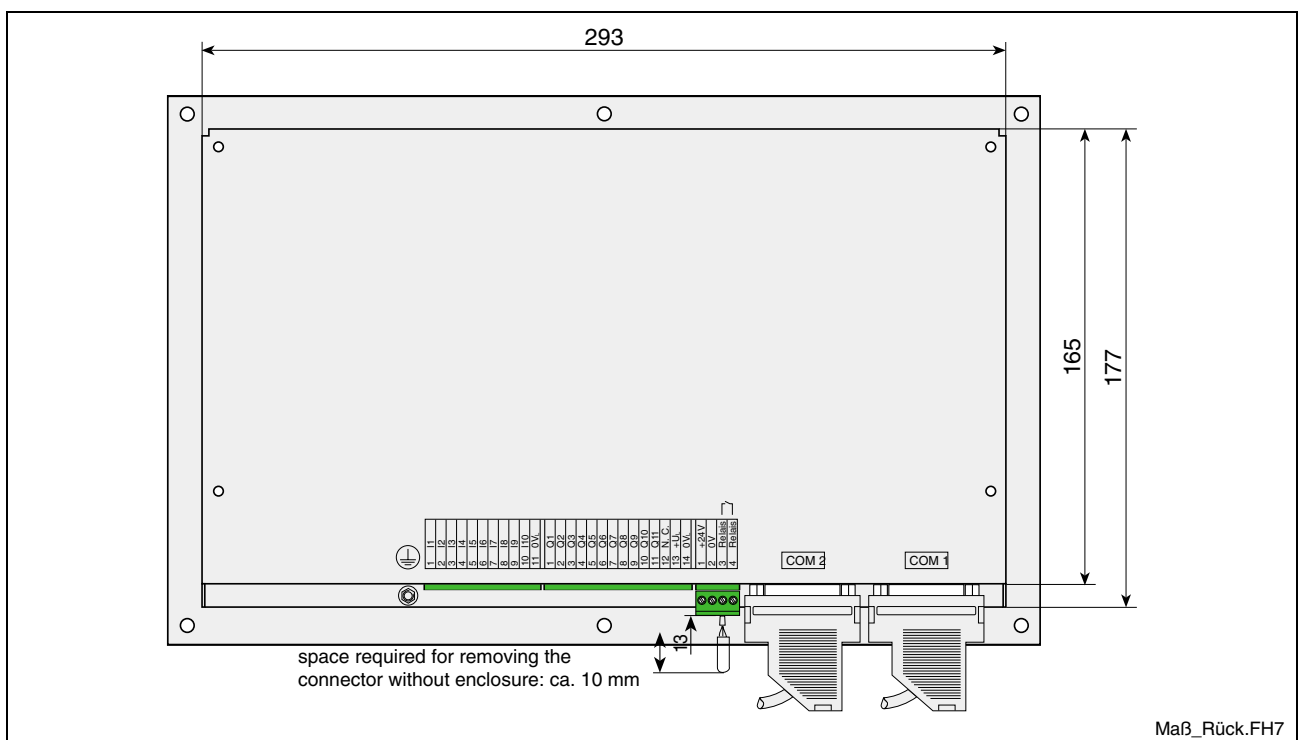 293
165
177
1 I1
2 I2
3 I3
4 I4
5 I5
6 I6
7 I7
8 I8
9 I9
10 I10
11 0V
1 Q1
2 Q2
3 Q3
4 Q4
5 Q5
6 Q6
7 Q7
8 Q8
9 Q9
10 Q10
11 Q11
12 N. C.
13 +U
14 0V
1 +24V
2 0V
3 Relais
4 Relais
COM 2
COM 1
13
space required for removing the
connector without enclosure: ca. 10 mm
Maß_Rück.FH7